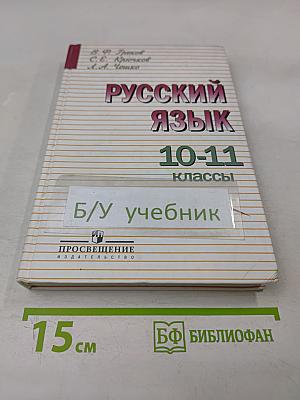 В. Ф. Греков
С. Е. Крючков
Л. А. Чешко
РУССКИЙ
ЯЗЫК
10-11
классы
Б/У учебник
ПРОСВЕЩЕНИЕ
ИЗДАТЕЛЬСТВО
15 см
БФ БИБЛИОФАН